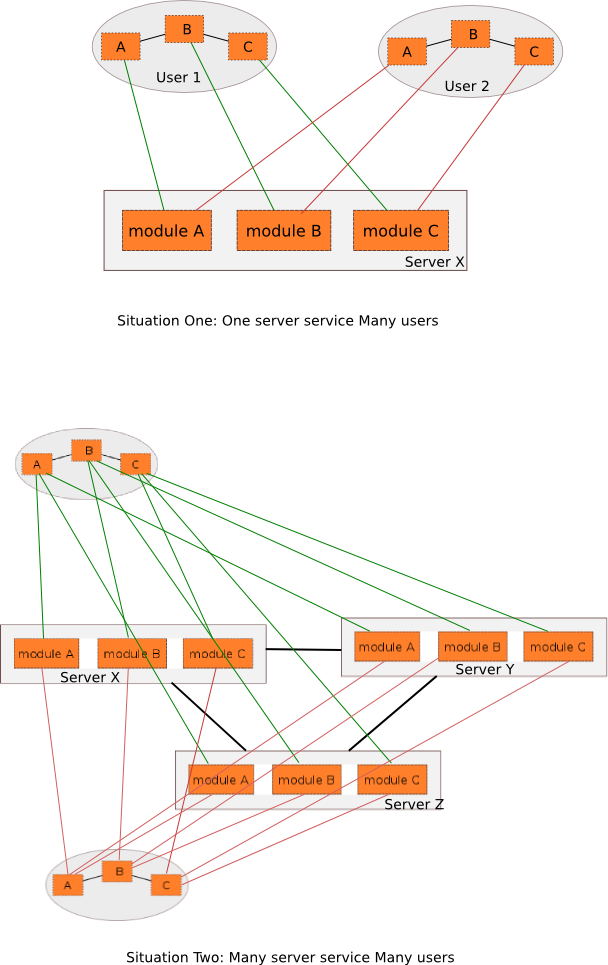 B
A
C
User 1
B
A
C
User 2
module A
module B
module C
Server X
Situation One: One server service Many users
B
A
C
module A
module B
module C
Server X
module A
module B
module C
Server Y
module A
module B
module C
Server Z
B
A
C
Situation Two: Many server service Many users